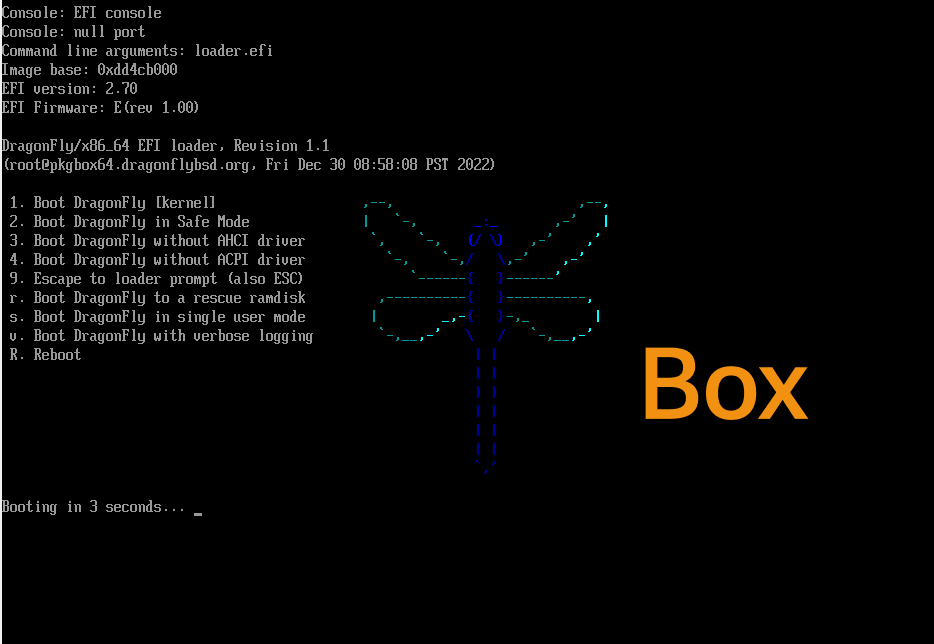 Console: EFI console
Console: null port
Command line arguments: loader.efi
Image base: 0xdd4cb000
EFI version: 2.70
EFI Firmware: E(rev 1.00)
DragonFly/x86_64 EFI loader, Revision 1.1
(root@pkgbox64.dragonflybsd.org, Fri Dec 30 08:58:08 PST 2022)
1. Boot DragonFly [kernel]
2. Boot DragonFly in Safe Mode
3. Boot DragonFly without AHCI driver
4. Boot DragonFly without ACPI driver
9. Escape to loader prompt (also ESC)
r. Boot DragonFly to a rescue ramdisk
s. Boot DragonFly in single user mode
v. Boot DragonFly with verbose logging
R. Reboot
Box
Booting in 3 seconds... _